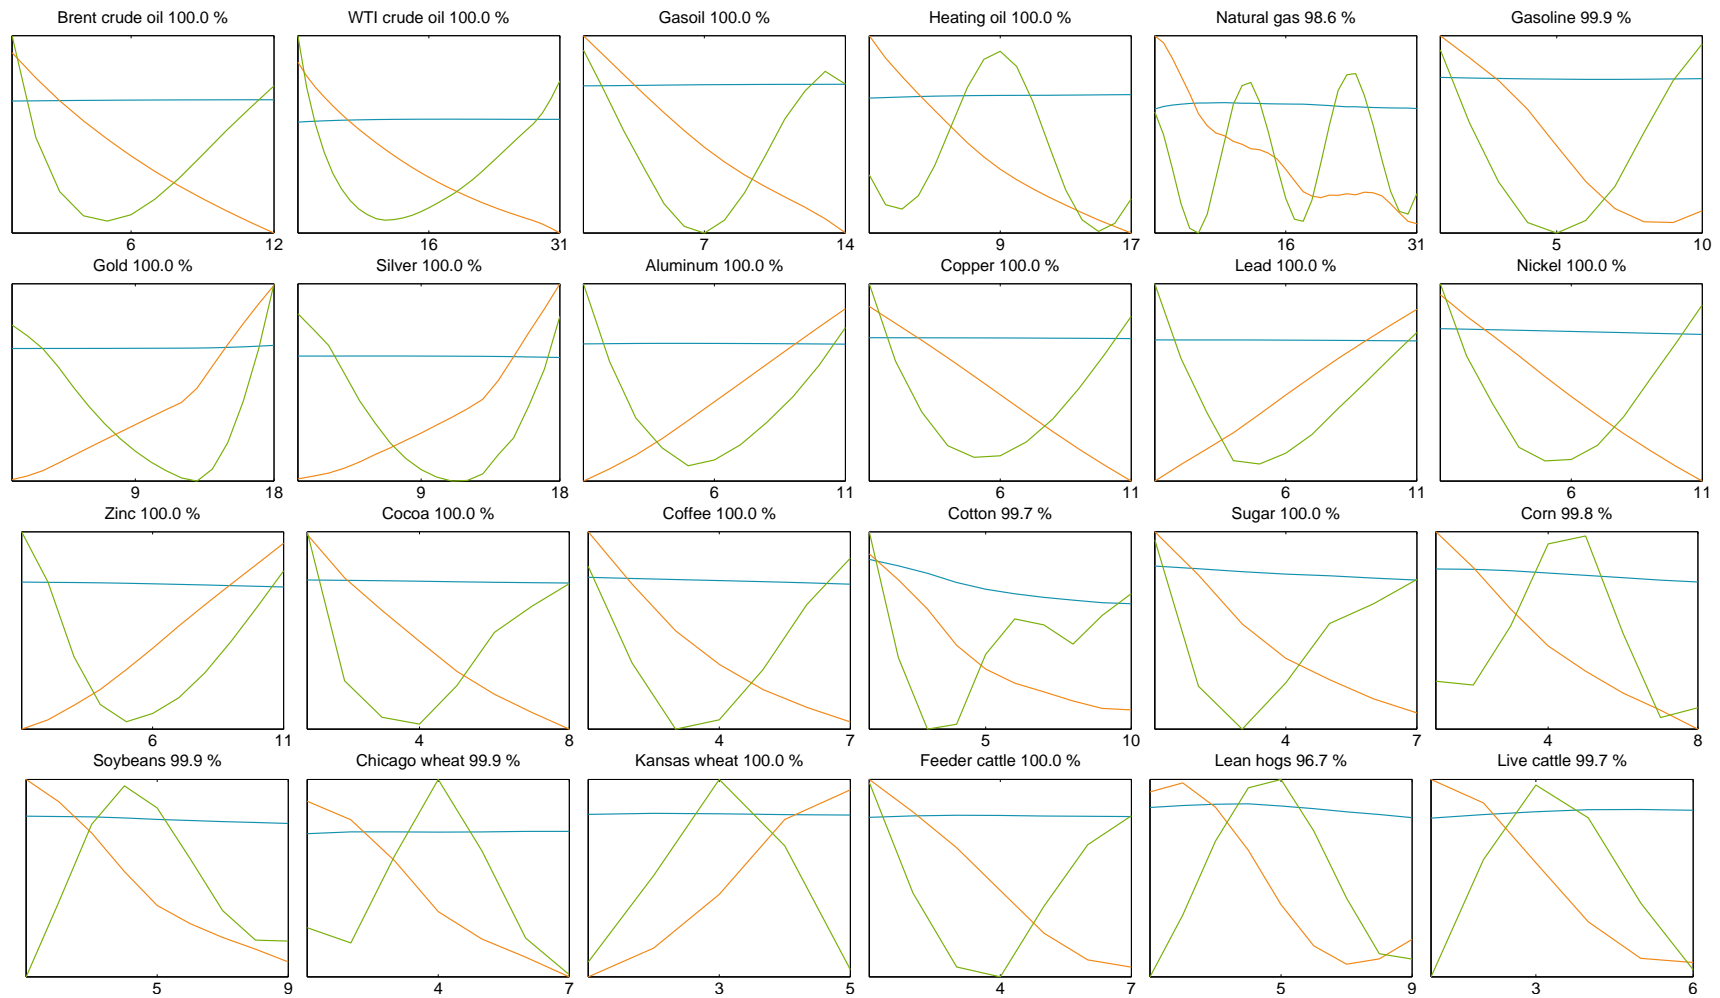 Brent crude oil 100.0 % WTI crude oil 100.0 % Gasoil 100.0 % Heating oil 100.0 % Natural gas 98.6 % Gasoline 99.9 %
6 12 16 31 7 14 9 17 16 31 5 10
Gold 100.0 % Silver 100.0 % Aluminum 100.0 % Copper 100.0 % Lead 100.0 % Nickel 100.0 %
9 18 9 18 6 11 6 11 6 11 6 11
Zinc 100.0 % Cocoa 100.0 % Coffee 100.0 % Cotton 99.7 % Sugar 100.0 % Corn 99.8 %
6 11 4 8 4 7 5 10 4 7 4 8
Soybeans 99.9 % Chicago wheat 99.9 % Kansas wheat 100.0 % Feeder cattle 100.0 % Lean hogs 96.7 % Live cattle 99.7 %
5 9 4 7 3 5 4 7 5 9 3 6